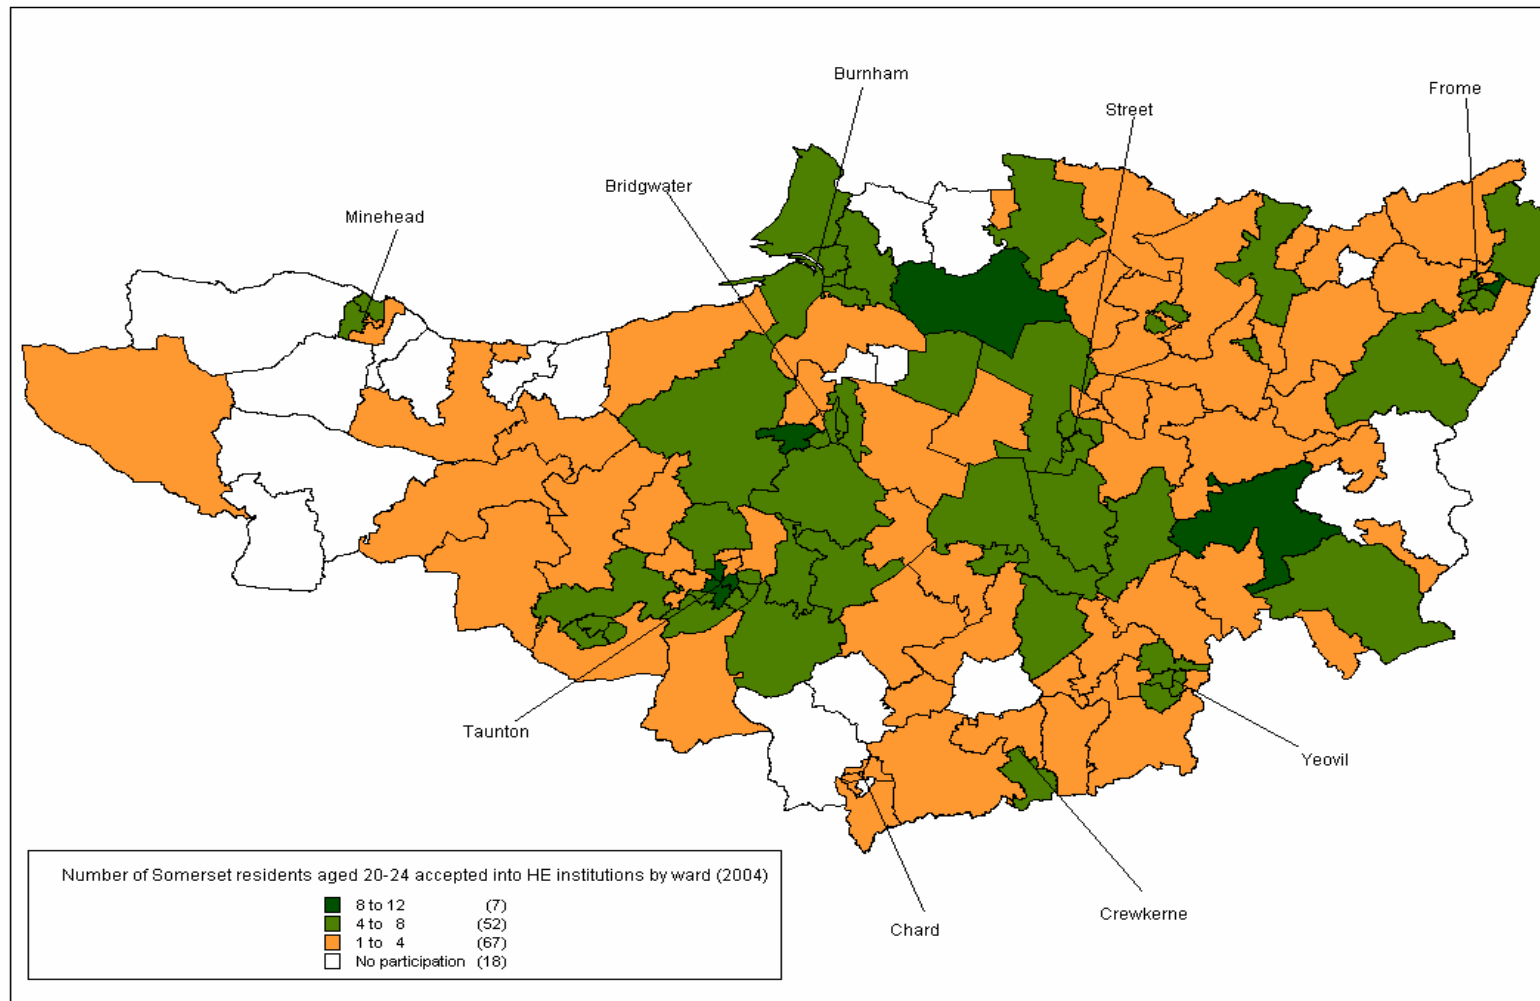 Burnham
Frome
Street
Bridgwater
Minehead
Taunton
Yeovil
Crewkerne
Chard
Number of Somerset residents aged 20-24 accepted into HE institutions by ward (2004)
8 to 12 (7)
4 to 8 (52)
1 to 4 (67)
No participation (18)